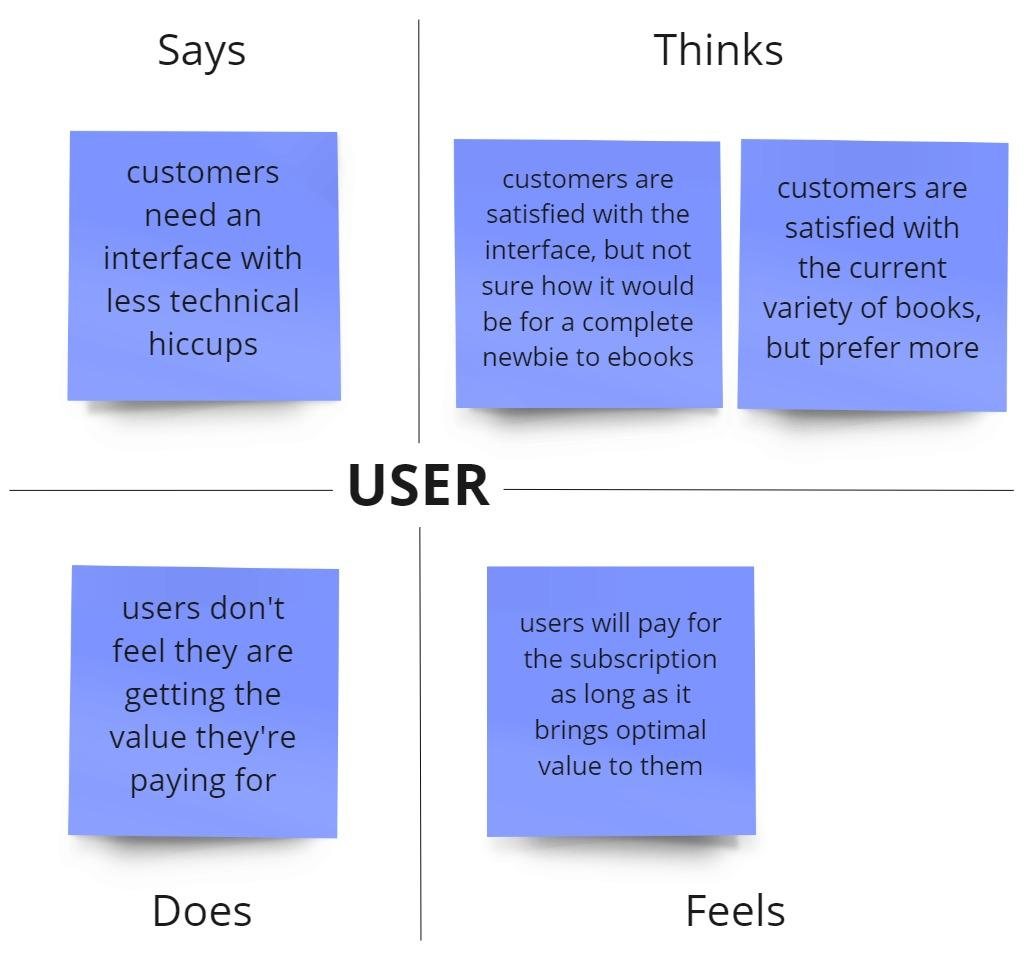 Says
Thinks
customers
need an
interface with
less technical
hiccups
customers are
satisfied with the
interface, but not
sure how it would
be for a complete
newbie to ebooks
customers are
satisfied with
the current
variety of books,
but prefer more
USER
users don't
feel they are
getting the
value they're
paying for
users will pay for
the subscription
as long as it
brings optimal
value to them
Does
Feels